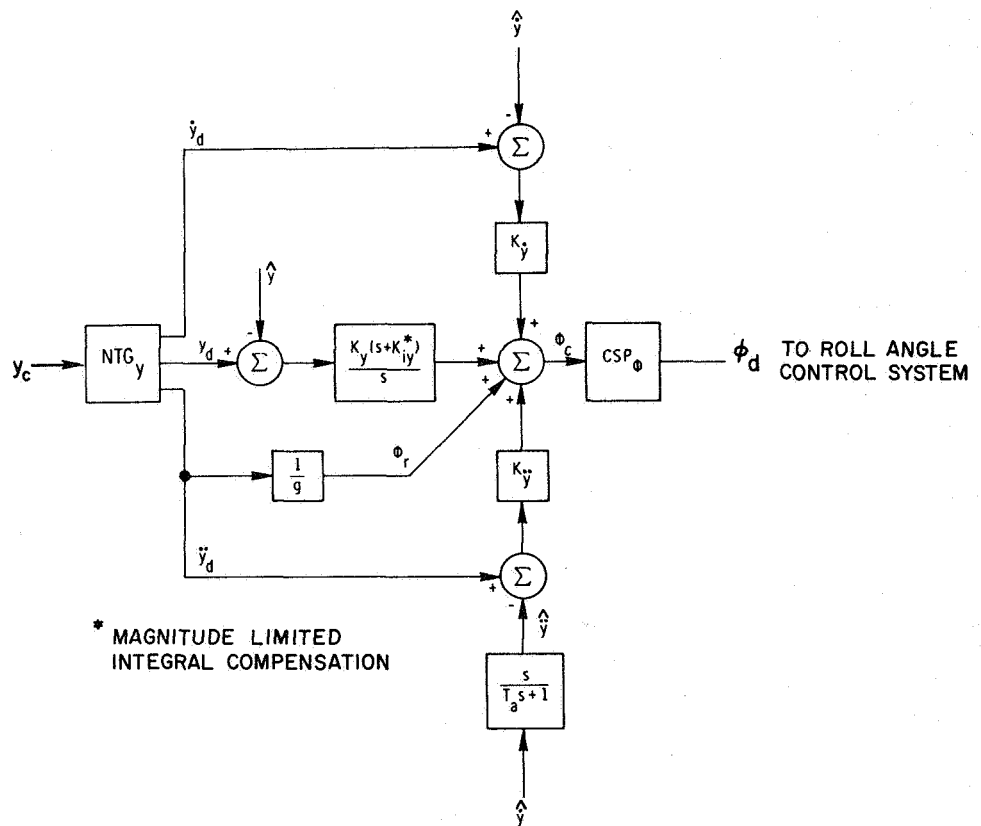 ŷ̇
-
ẏ_d
+
Σ
K_ẏ
ŷ
+
-
y_c
NTG_y
y_d
+
Σ
K_y(s+K*_iy)
s
+
+
+
Σ
Φ_c
CSP_Φ
ϕ_d
TO ROLL ANGLE
CONTROL SYSTEM
1
g
Φ_r
K_ÿ
ÿ_d
+
Σ
-
ŷ̈
* MAGNITUDE LIMITED
INTEGRAL COMPENSATION
s
T_a s+1
ŷ̇